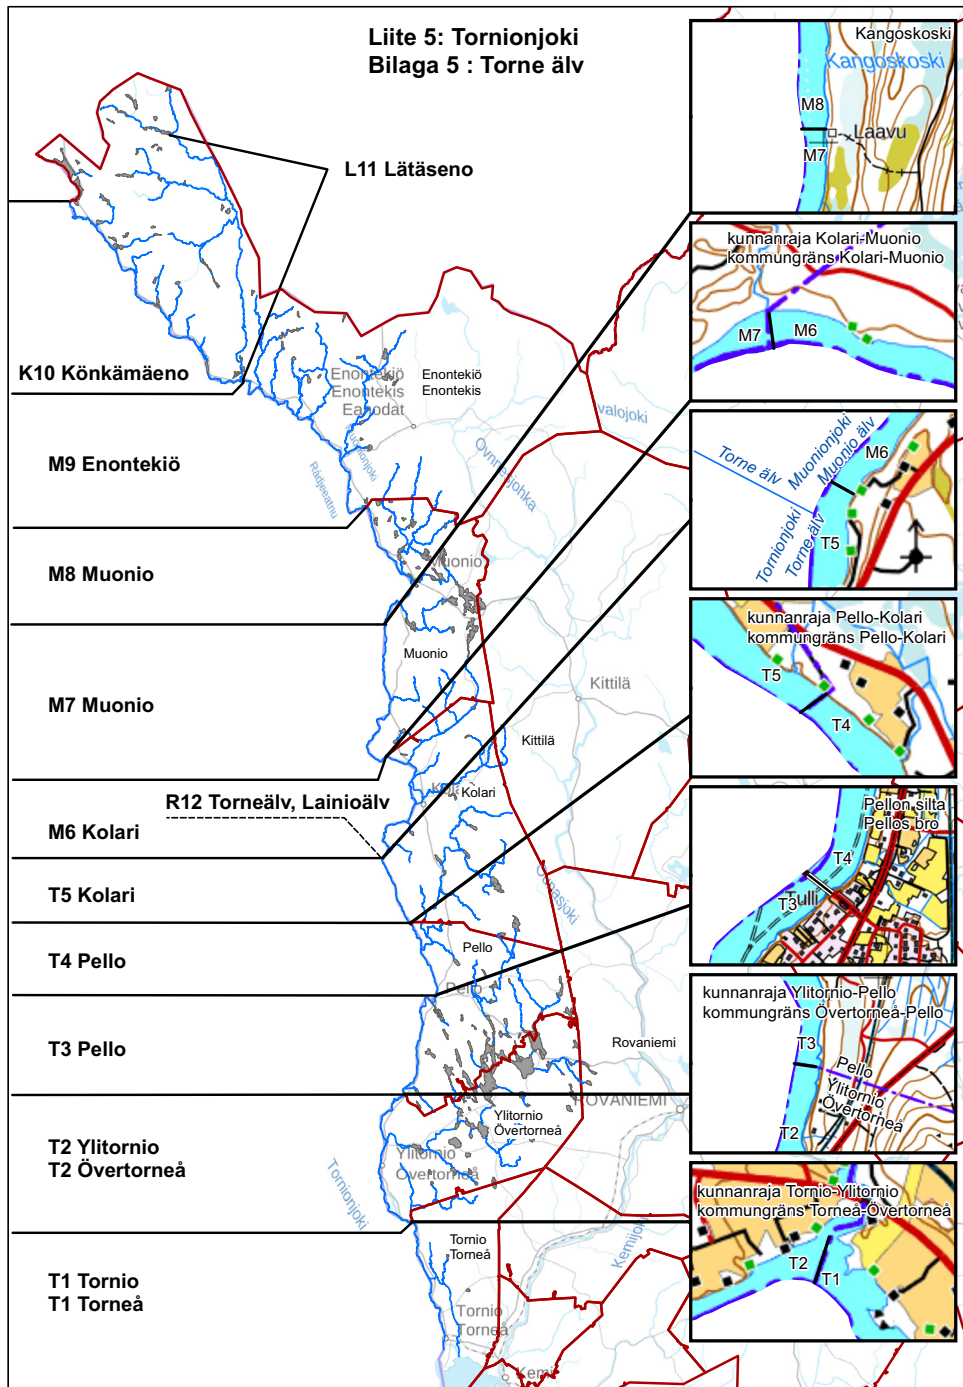 Liite 5: Tornionjoki
Bilaga 5 : Torne älv
L11 Lätäseno
K10 Könkämäeno
M9 Enontekiö
M8 Muonio
M7 Muonio
R12 Torneälv, Lainioälv
M6 Kolari
T5 Kolari
T4 Pello
T3 Pello
T2 Ylitornio
T2 Övertorneå
T1 Tornio
T1 Torneå
Enontekiö
Enontekis
Eanodat
Enontekiö
Enontekis
valojoki
Rádjeeatnu
Muonio
Muonio
Kittilä
Kittilä
Kolari
Pello
Pello
Ounasjoki
Rovaniemi
ROVANIEMI
Ylitornio
Övertorneå
Ylitornio
Övertorneå
Tornionjoki
Kemijoki
Tornio
Torneå
Tornio
Torneå
Kemi
Kangoskoski
Kangoskoski
M8
Laavu
M7
kunnanraja Kolari-Muonio
kommungräns Kolari-Muonio
M7
M6
M6
Torne älv
Muonionjoki
Muonio älv
Tornionjoki
Torne älv
T5
kunnanraja Pello-Kolari
kommungräns Pello-Kolari
T5
T4
Pellon silta
Pellos bro
T4
T3
Tulli
kunnanraja Ylitornio-Pello
kommungräns Övertorneå-Pello
T3
Pello
Ylitornio
Övertorneå
T2
kunnanraja Tornio-Ylitornio
kommungräns Torneå-Övertorneå
T2
T1